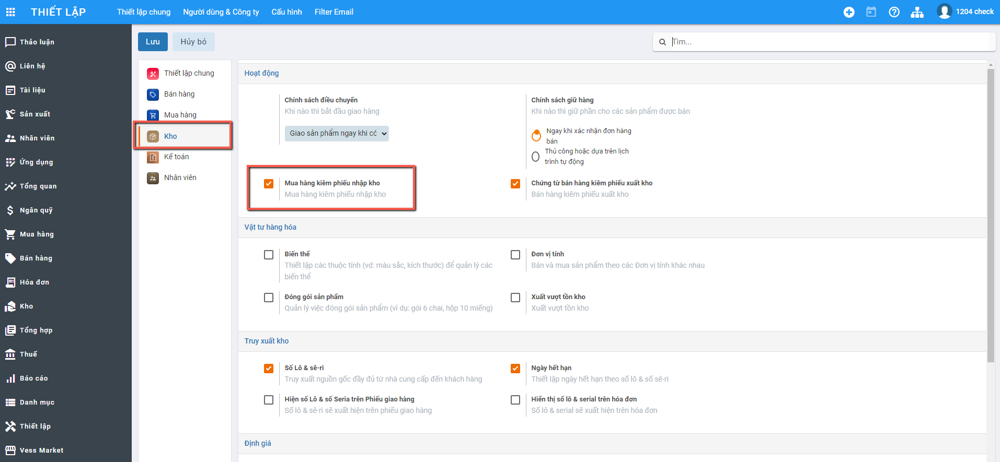 THIẾT LẬP
Thiết lập chung
Người dùng & Công ty
Cấu hình
Filter Email
1204 check
Thảo luận
Liên hệ
Tài liệu
Sản xuất
Nhân viên
Ứng dụng
Tổng quan
Ngân quỹ
Mua hàng
Bán hàng
Hóa đơn
Kho
Tổng hợp
Thuế
Báo cáo
Danh mục
Thiết lập
Vess Market
Lưu
Hủy bỏ
Tìm...
Thiết lập chung
Bán hàng
Mua hàng
Kho
Kế toán
Nhân viên
Hoạt động
Chính sách điều chuyển
Khi nào thì bắt đầu giao hàng
Giao sản phẩm ngay khi có
Chính sách giữ hàng
Khi nào thì giữ phần cho các sản phẩm được bán
Ngay khi xác nhận đơn hàng
bán
Thủ công hoặc dựa trên lịch
trình tự động
Mua hàng kiêm phiếu nhập kho
Mua hàng kiêm phiếu nhập kho
Chứng từ bán hàng kiêm phiếu xuất kho
Bán hàng kiêm phiếu xuất kho
Vật tư hàng hóa
Biến thể
Thiết lập các thuộc tính (vd: màu sắc, kích thước) để quản lý các
biến thể
Đơn vị tính
Bán và mua sản phẩm theo các Đơn vị tính khác nhau
Đóng gói sản phẩm
Quản lý việc đóng gói sản phẩm (ví dụ: gói 6 chai, hộp 10 miếng)
Xuất vượt tồn kho
Xuất vượt tồn kho
Truy xuất kho
Số Lô & sê-ri
Truy xuất nguồn gốc đầy đủ từ nhà cung cấp đến khách hàng
Ngày hết hạn
Thiết lập ngày hết hạn theo số lô & số sê-ri
Hiện số Lô & số Seria trên Phiếu giao hàng
Số lô & sê-ri sẽ xuất hiện trên phiếu giao hàng
Hiển thị số lô & serial trên hóa đơn
Số lô & serial sẽ xuất hiện trên hóa đơn
Định giá